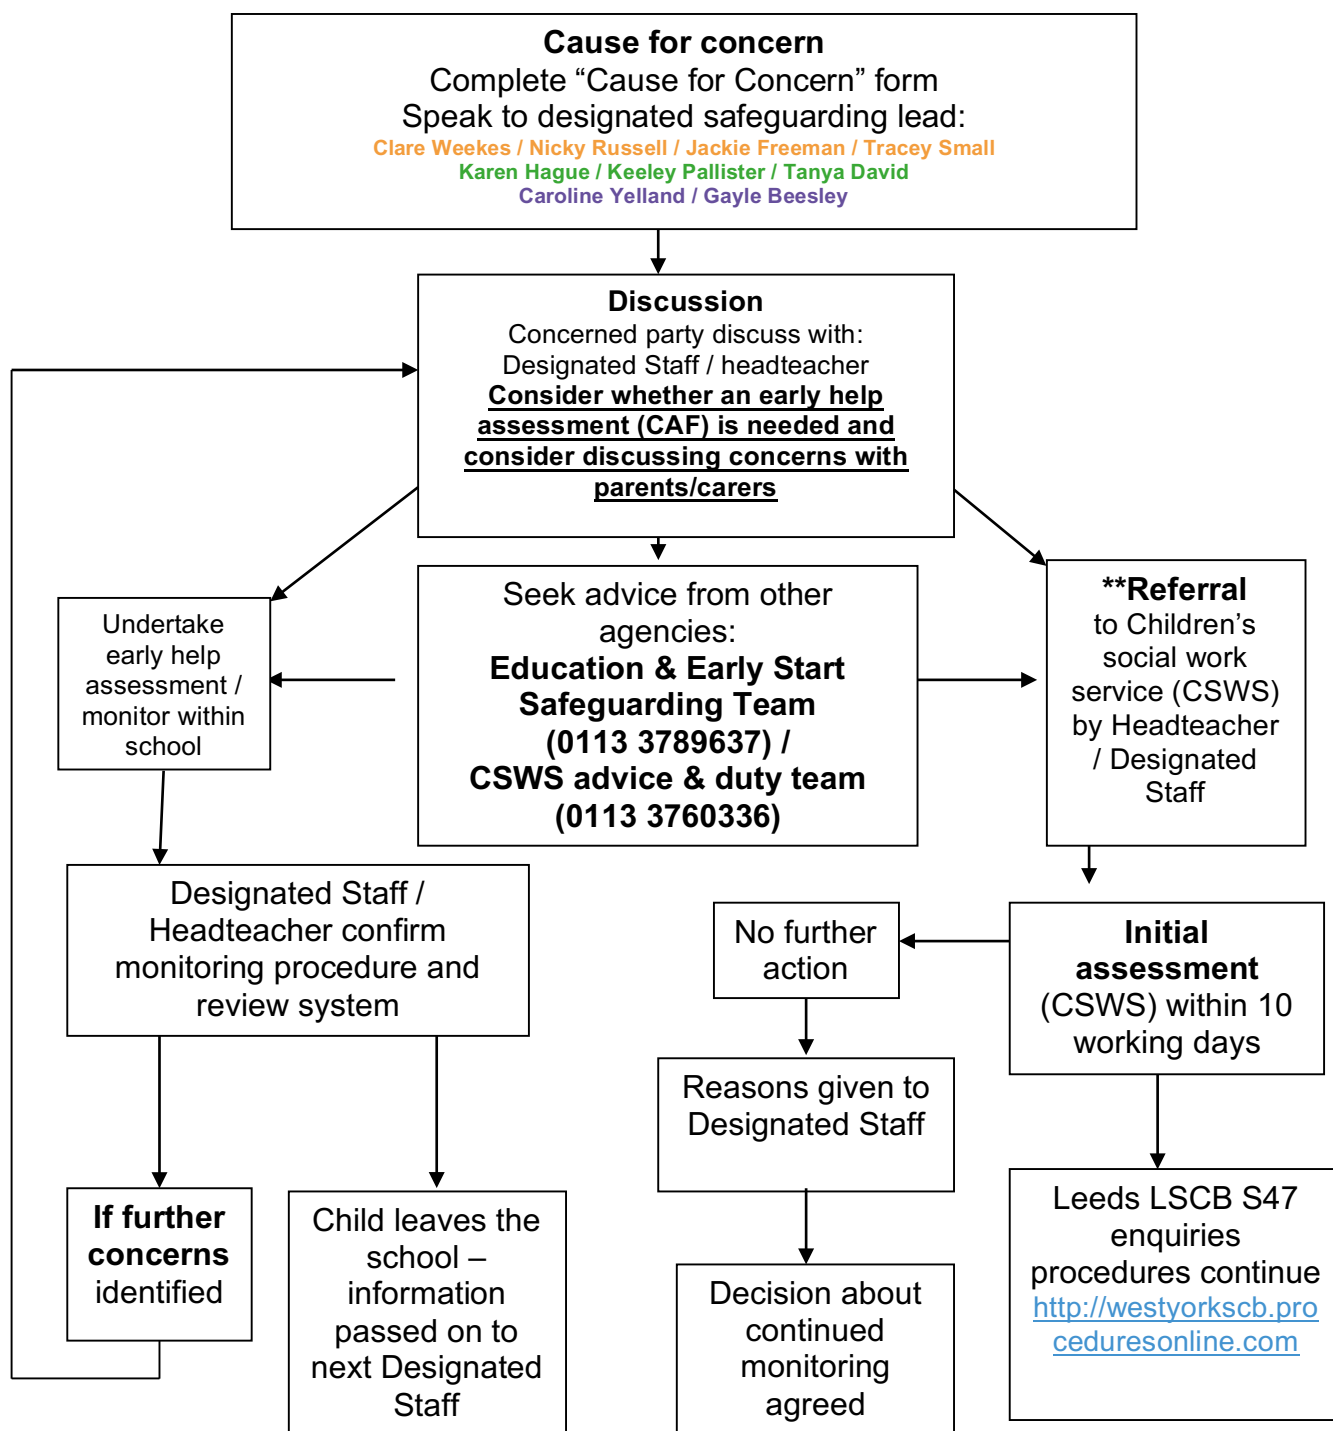 Cause for concern
Complete “Cause for Concern” form
Speak to designated safeguarding lead:
Clare Weekes / Nicky Russell / Jackie Freeman / Tracey Small
Karen Hague / Keeley Pallister / Tanya David
Caroline Yelland / Gayle Beesley
Discussion
Concerned party discuss with:
Designated Staff / headteacher
Consider whether an early help
assessment (CAF) is needed and
consider discussing concerns with
parents/carers
Undertake
early help
assessment /
monitor within
school
Seek advice from other
agencies:
Education & Early Start
Safeguarding Team
(0113 3789637) /
CSWS advice & duty team
(0113 3760336)
**Referral
to Children’s
social work
service (CSWS)
by Headteacher
/ Designated
Staff
Designated Staff /
Headteacher confirm
monitoring procedure and
review system
No further
action
Initial
assessment
(CSWS) within 10
working days
Reasons given to
Designated Staff
If further
concerns
identified
Child leaves the
school –
information
passed on to
next Designated
Staff
Decision about
continued
monitoring
agreed
Leeds LSCB S47
enquiries
procedures continue
http://westyorkscb.pro
ceduresonline.com